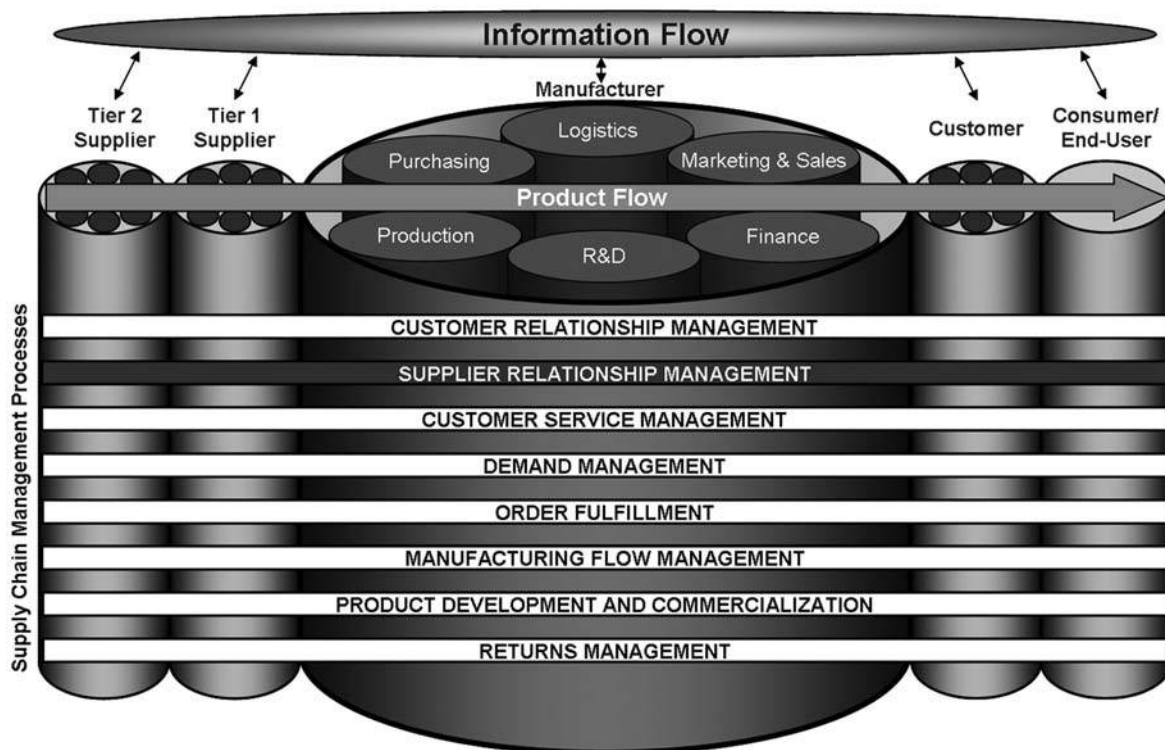 Information Flow
Manufacturer
Tier 2
Supplier
Tier 1
Supplier
Customer
Consumer/
End-User
Logistics
Purchasing
Marketing & Sales
Product Flow
Production
R&D
Finance
Supply Chain Management Processes
CUSTOMER RELATIONSHIP MANAGEMENT
SUPPLIER RELATIONSHIP MANAGEMENT
CUSTOMER SERVICE MANAGEMENT
DEMAND MANAGEMENT
ORDER FULFILLMENT
MANUFACTURING FLOW MANAGEMENT
PRODUCT DEVELOPMENT AND COMMERCIALIZATION
RETURNS MANAGEMENT